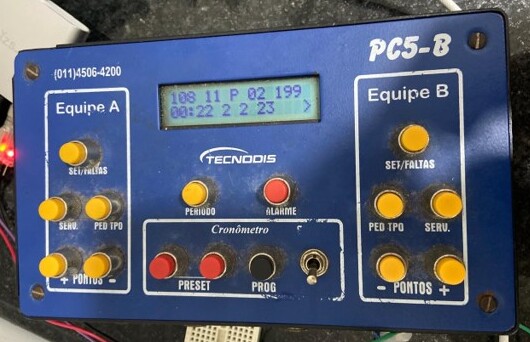 PC5-B
(011)4506-4200
108 11 P 02 199
00:22 2 2 23 >
Equipe A
Equipe B
TECNODIS
SET/FALTAS
SET/FALTAS
PERIODO
ALARME
SERV.
PED TPO
PED TPO
SERV.
Cronômetro
+ PONTOS -
PRESET
PROG
- PONTOS +